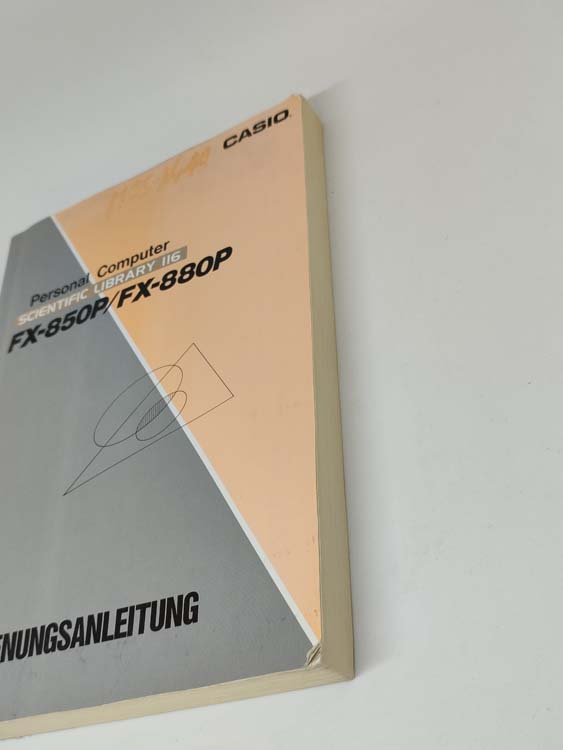 CASIO
Personal Computer
SCIENTIFIC LIBRARY 116
FX-850P/FX-880P
ENUNGSANLEITUNG